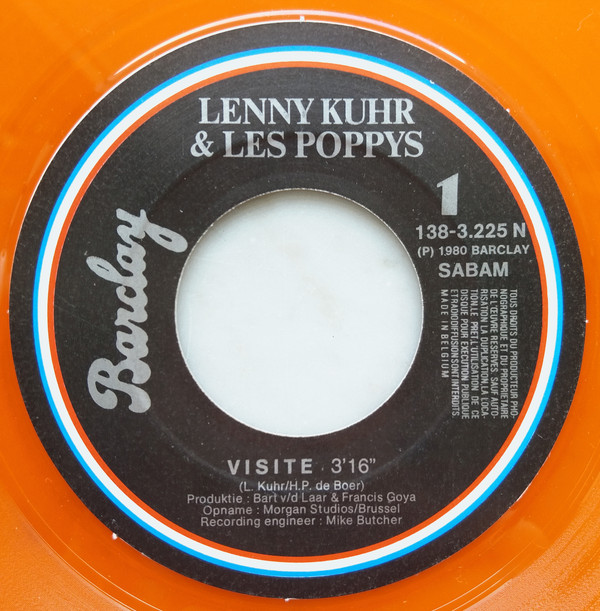 LENNY KUHR
& LES POPPYS
Barclay
1
138-3.225 N
(P) 1980 BARCLAY
SABAM
TOUS DROITS DU PRODUCTEUR PHO-
NOGRAPHIQUE ET DU PROPRIETAIRE
DE L'ŒUVRE RESERVES. SAUF AUTO-
RISATION LA DUPLICATION, LA LOCA-
TION, LE PRET, L'UTILISATION DE CE
DISQUE POUR EXECUTION PUBLIQUE
ET RADIODIFFUSION SONT INTERDITS.
MADE IN BELGIUM
VISITE . 3'16"
(L. Kuhr/H.P. de Boer)
Produktie : Bart v/d Laar & Francis Goya
Opname : Morgan Studios/Brussel
Recording engineer : Mike Butcher